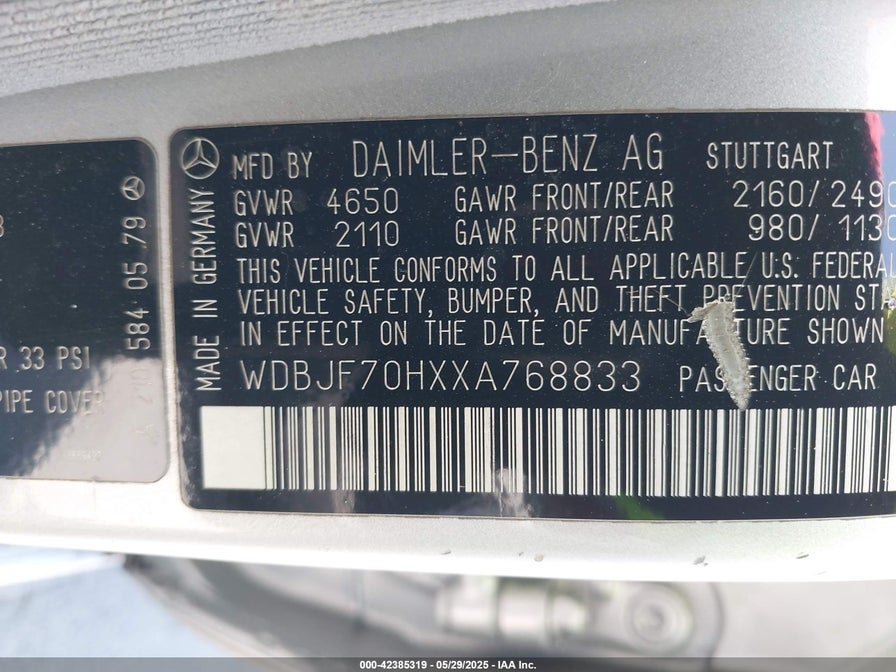 584 05 79
R 33 PSI
PIPE COVER
MADE IN GERMANY
MFD BY DAIMLER-BENZ AG STUTTGART
GVWR 4650 GAWR FRONT/REAR 2160/ 249
GVWR 2110 GAWR FRONT/REAR 980/ 1130
THIS VEHICLE CONFORMS TO ALL APPLICABLE U.S. FEDERAL
VEHICLE SAFETY, BUMPER, AND THEFT PREVENTION ST
IN EFFECT ON THE DATE OF MANUFACTURE SHOWN
WDBJF70HXXA768833 PASSENGER CAR
000-42385319 - 05/29/2025 - IAA Inc.